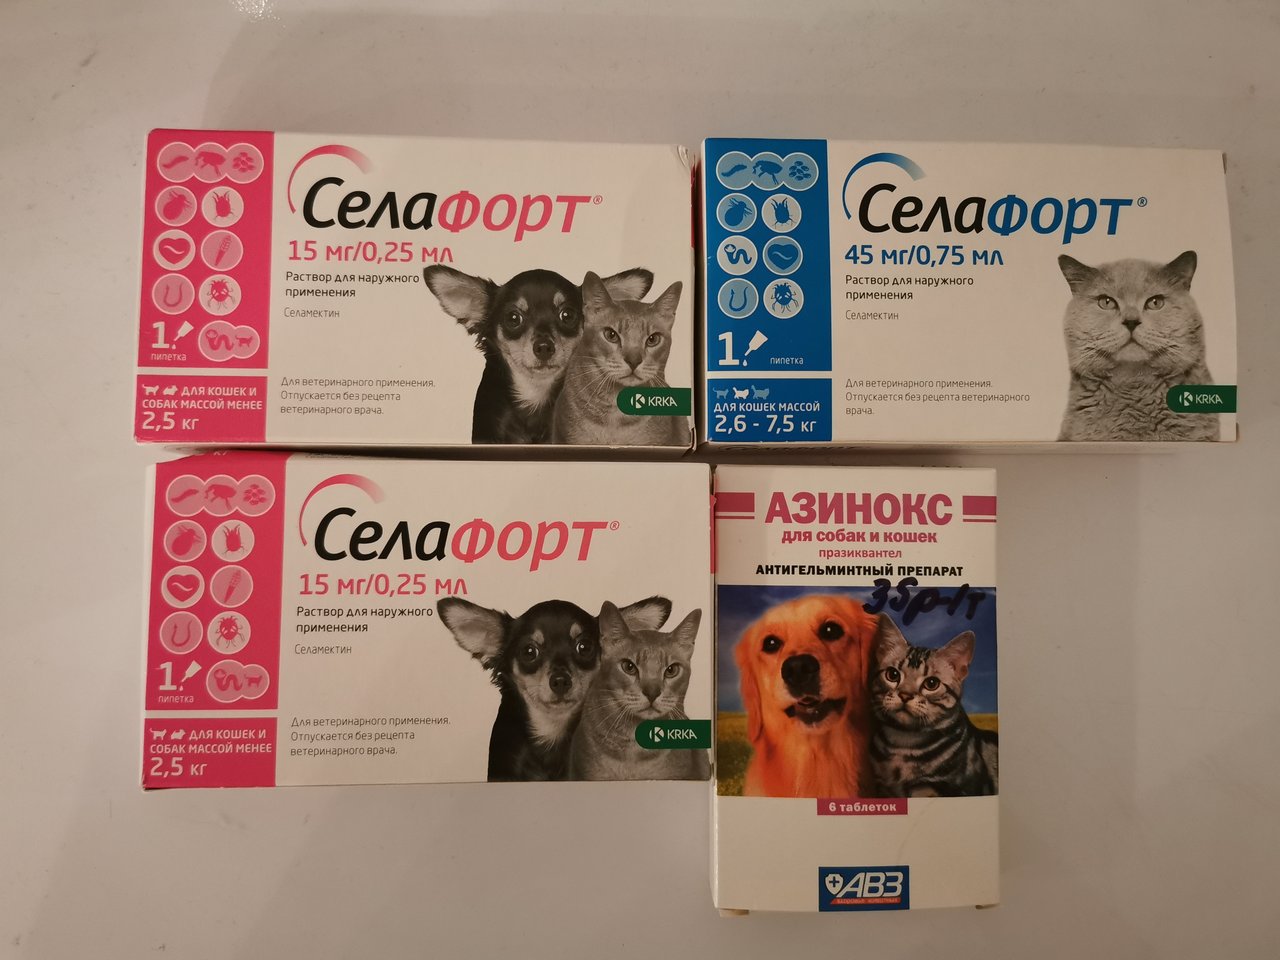 Селафорт®
15 мг/0,25 мл
Раствор для наружного
применения
Селамектин
1
пипетка
Для ветеринарного применения.
Отпускается без рецепта
ветеринарного врача.
ДЛЯ КОШЕК И
СОБАК МАССОЙ МЕНЕЕ
2,5 кг
KRKA
Селафорт®
45 мг/0,75 мл
Раствор для наружного
применения
Селамектин
1
пипетка
Для ветеринарного применения.
Отпускается без рецепта ветеринарного
врача.
ДЛЯ КОШЕК МАССОЙ
2,6 - 7,5 кг
KRKA
Селафорт®
15 мг/0,25 мл
Раствор для наружного
применения
Селамектин
1
пипетка
Для ветеринарного применения.
Отпускается без рецепта
ветеринарного врача.
ДЛЯ КОШЕК И
СОБАК МАССОЙ МЕНЕЕ
2,5 кг
KRKA
АЗИНОКС
для собак и кошек
празиквантел
АНТИГЕЛЬМИНТНЫЙ ПРЕПАРАТ
35р-1т
6 таблеток
АВЗ